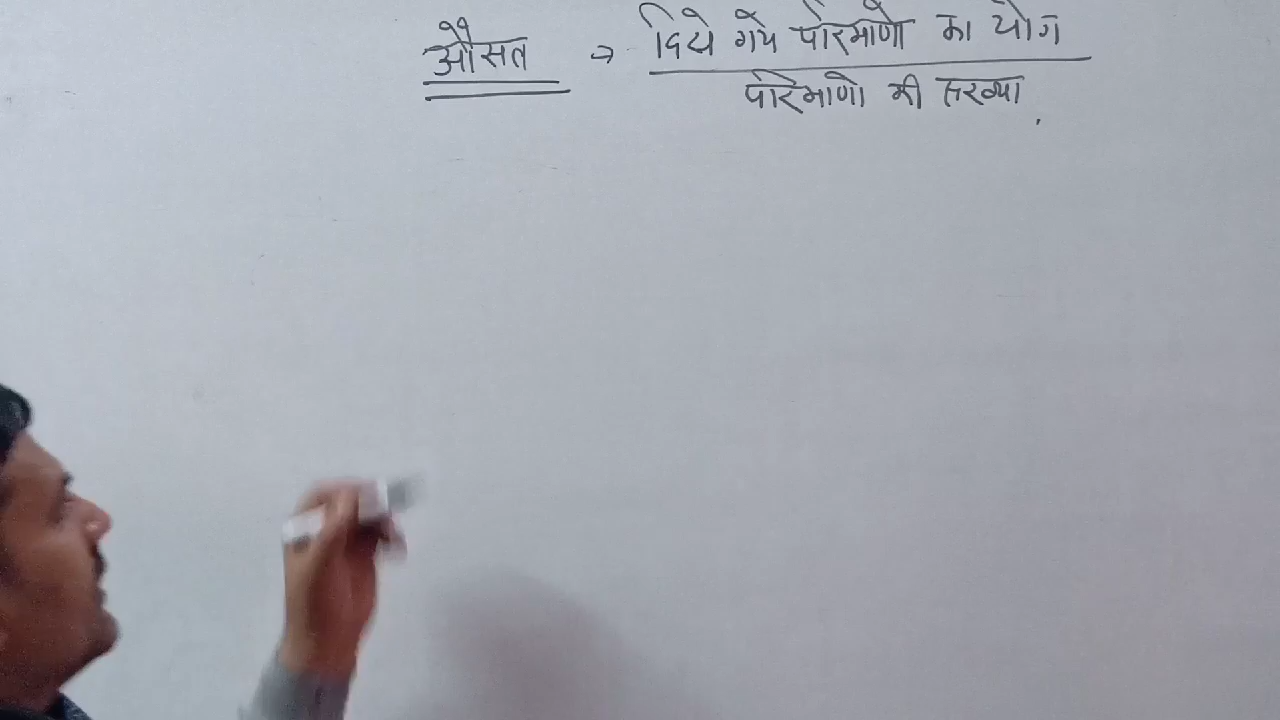 औसत → दिये गये परिमाणो का योग
परिमाणो की संख्या